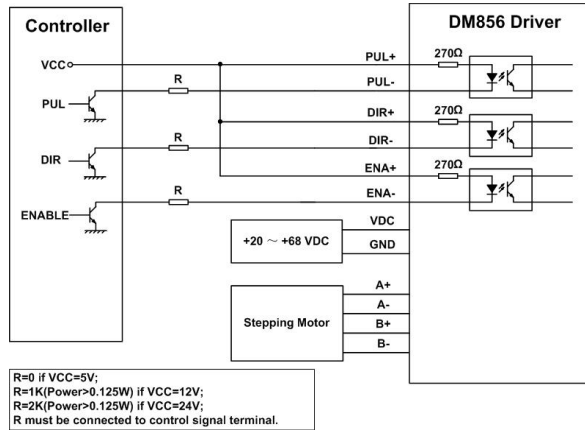 Controller
DM856 Driver
VCC
PUL
DIR
ENABLE
R
R
R
PUL+
PUL-
DIR+
DIR-
ENA+
ENA-
270Ω
270Ω
270Ω
VDC
GND
+20 ～ +68 VDC
A+
A-
B+
B-
Stepping Motor
R=0 if VCC=5V;
R=1K(Power>0.125W) if VCC=12V;
R=2K(Power>0.125W) if VCC=24V;
R must be connected to control signal terminal.